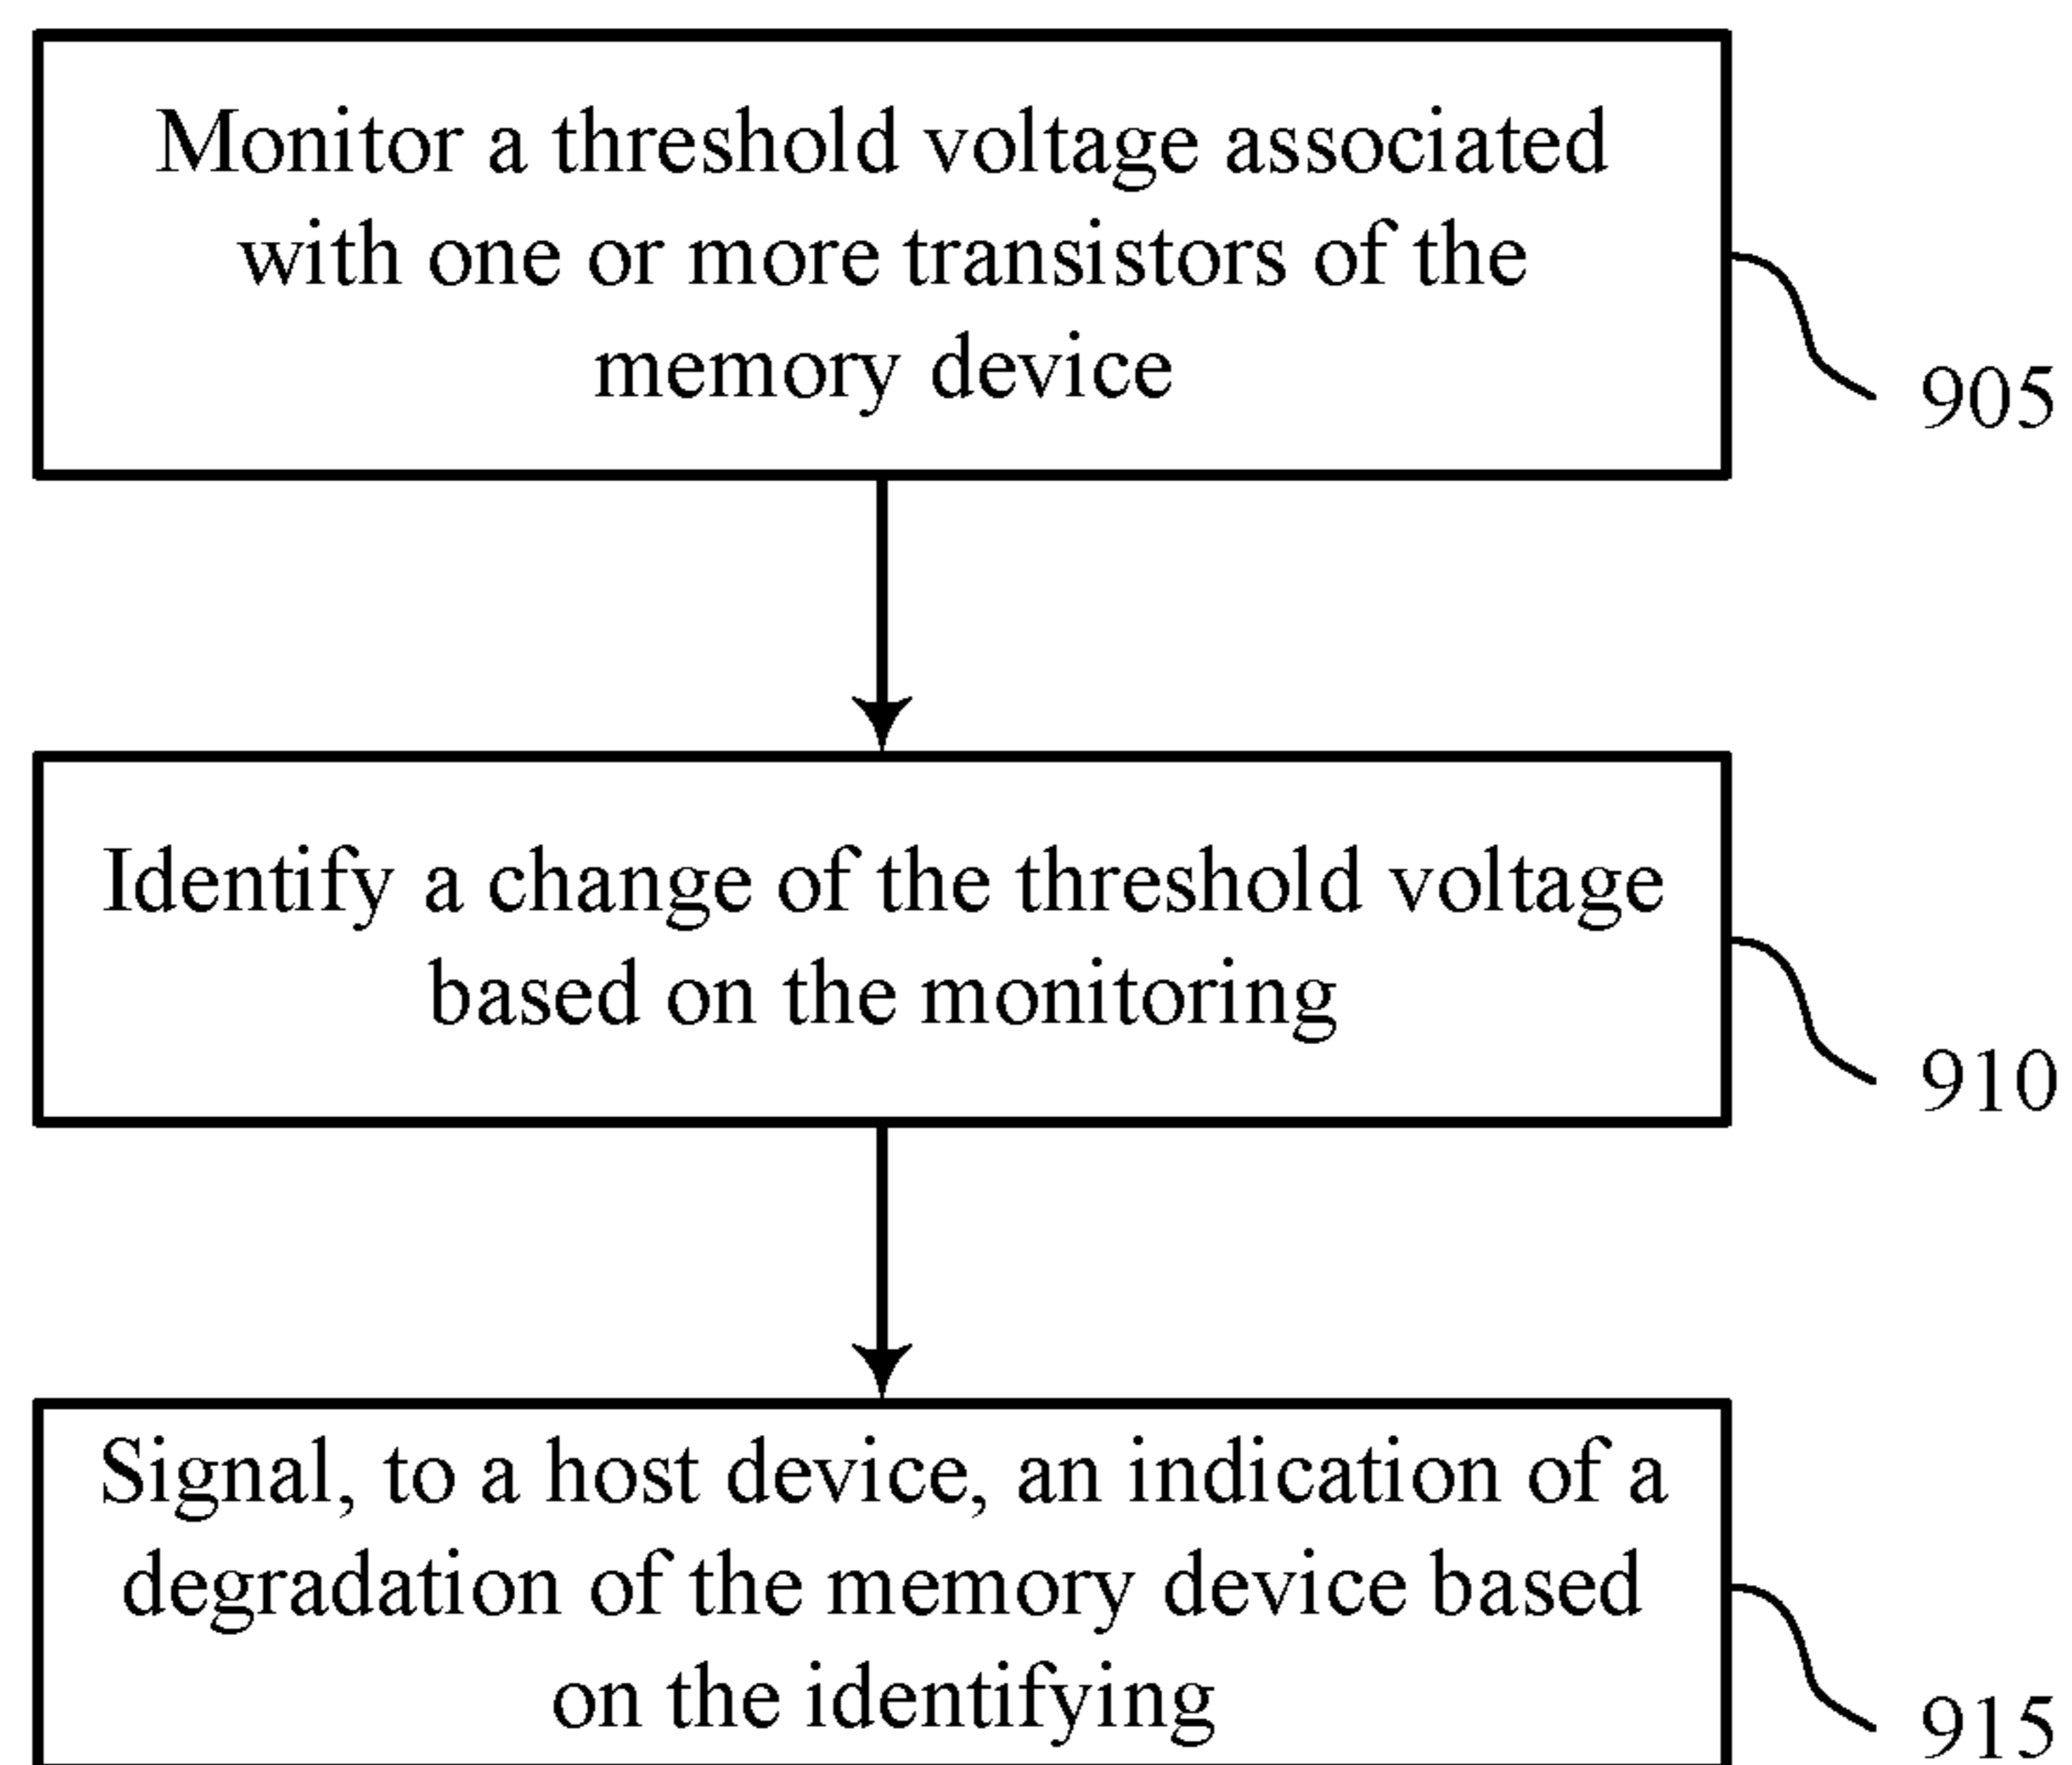 Monitor a threshold voltage associated
with one or more transistors of the
memory device
905
Identify a change of the threshold voltage
based on the monitoring
910
Signal, to a host device, an indication of a
degradation of the memory device based
on the identifying
915